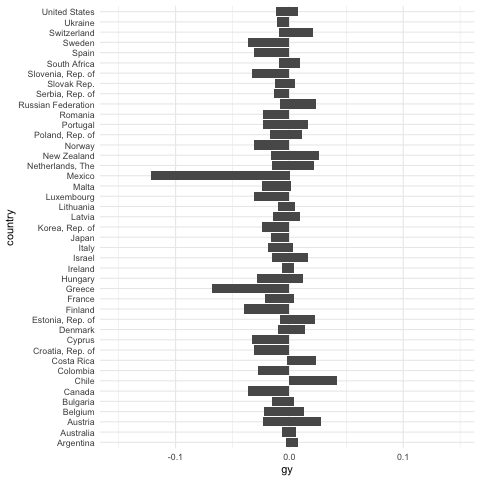 United States
Ukraine
Switzerland
Sweden
Spain
South Africa
Slovenia, Rep. of
Slovak Rep.
Serbia, Rep. of
Russian Federation
Romania
Portugal
Poland, Rep. of
Norway
New Zealand
Netherlands, The
Mexico
Malta
Luxembourg
Lithuania
Latvia
Korea, Rep. of
Japan
Italy
Israel
Ireland
Hungary
Greece
France
Finland
Estonia, Rep. of
Denmark
Cyprus
Croatia, Rep. of
Costa Rica
Colombia
Chile
Canada
Bulgaria
Belgium
Austria
Australia
Argentina
country
-0.1 0.0 0.1
gy